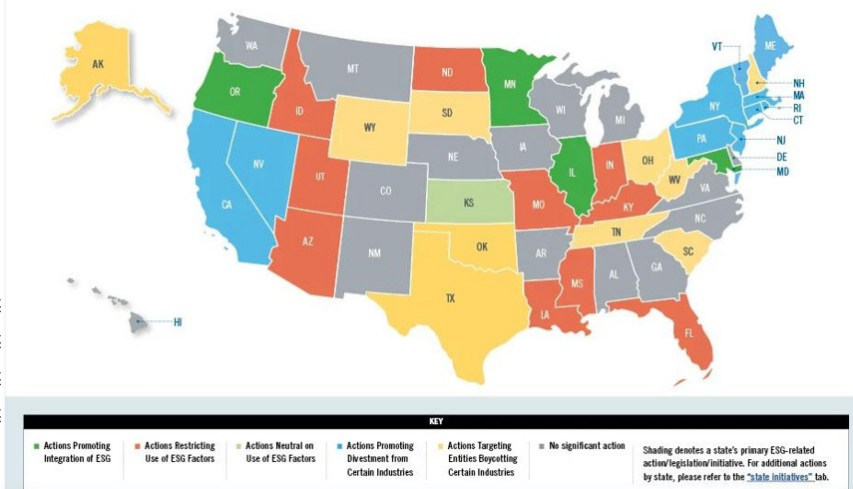 AK
WA
OR
CA
NV
ID
MT
WY
UT
AZ
CO
NM
ND
SD
NE
KS
OK
TX
MN
IA
MO
AR
LA
WI
IL
MS
MI
IN
KY
TN
AL
OH
WV
VA
NC
SC
GA
FL
PA
NY
VT
ME
NH
MA
RI
CT
NJ
DE
MD
HI
KEY
Actions Promoting
Integration of ESG
Actions Restricting
Use of ESG Factors
Actions Neutral on
Use of ESG Factors
Actions Promoting
Divestment from
Certain Industries
Actions Targeting
Entities Boycotting
Certain Industries
No significant action
Shading denotes a state's primary ESG-related
action/legislation/initiative. For additional actions
by state, please refer to the "state initiatives" tab.